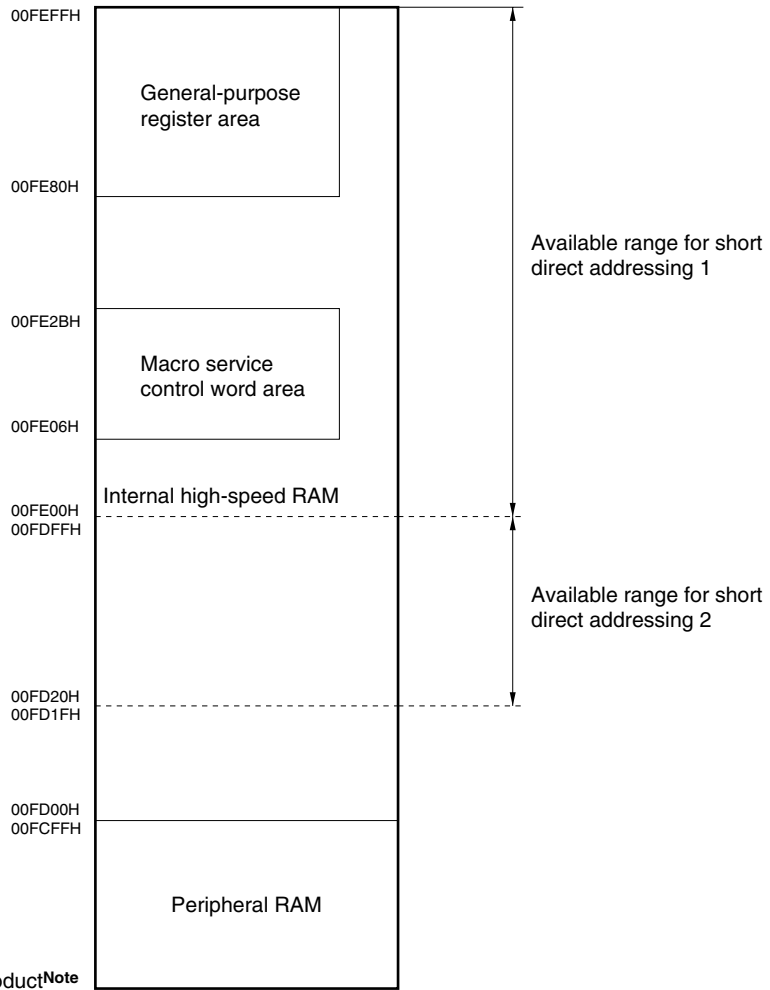 00FEFFH
General-purpose
register area
00FE80H
Available range for short
direct addressing 1
00FE2BH
Macro service
control word area
00FE06H
Internal high-speed RAM
00FE00H
00FDFFH
Available range for short
direct addressing 2
00FD20H
00FD1FH
00FD00H
00FCFFH
Peripheral RAM
Note